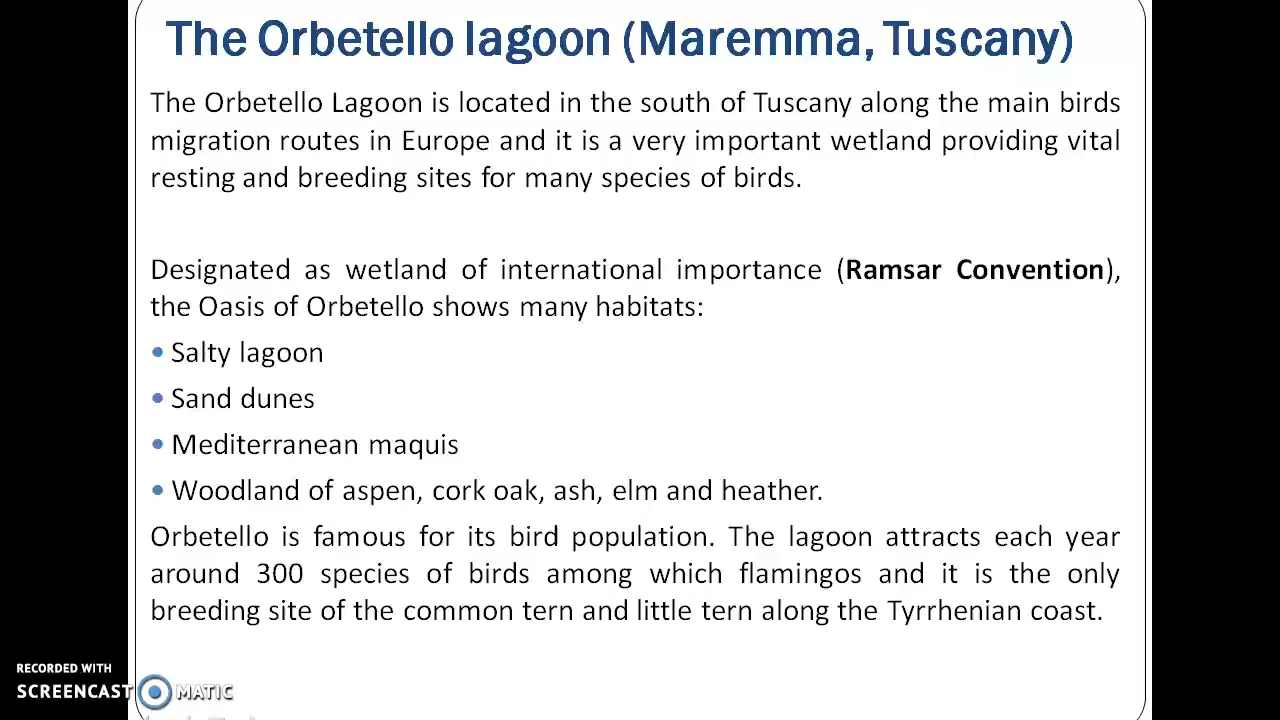 The Orbetello lagoon (Maremma, Tuscany)
The Orbetello Lagoon is located in the south of Tuscany along the main birds
migration routes in Europe and it is a very important wetland providing vital
resting and breeding sites for many species of birds.
Designated as wetland of international importance (Ramsar Convention),
the Oasis of Orbetello shows many habitats:
• Salty lagoon
• Sand dunes
• Mediterranean maquis
• Woodland of aspen, cork oak, ash, elm and heather.
Orbetello is famous for its bird population. The lagoon attracts each year
around 300 species of birds among which flamingos and it is the only
breeding site of the common tern and little tern along the Tyrrhenian coast.
RECORDED WITH
SCREENCAST MATIC